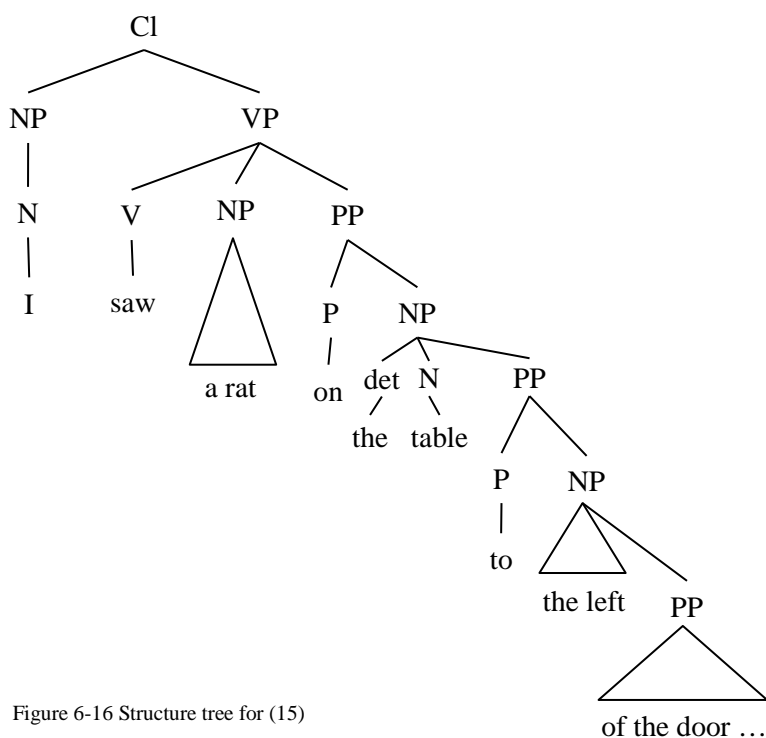 Cl
NP VP
N V NP PP
I saw P NP
a rat on det N PP
the table
P NP
to
the left PP
Figure 6-16 Structure tree for (15)
of the door …